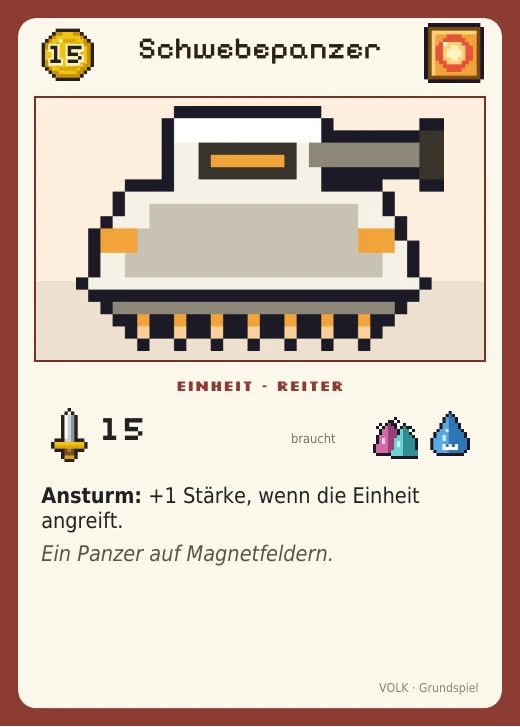 15
Schwebepanzer
EINHEIT - REITER
15
braucht
Ansturm: +1 Stärke, wenn die Einheit
angreift.
Ein Panzer auf Magnetfeldern.
VOLK · Grundspiel